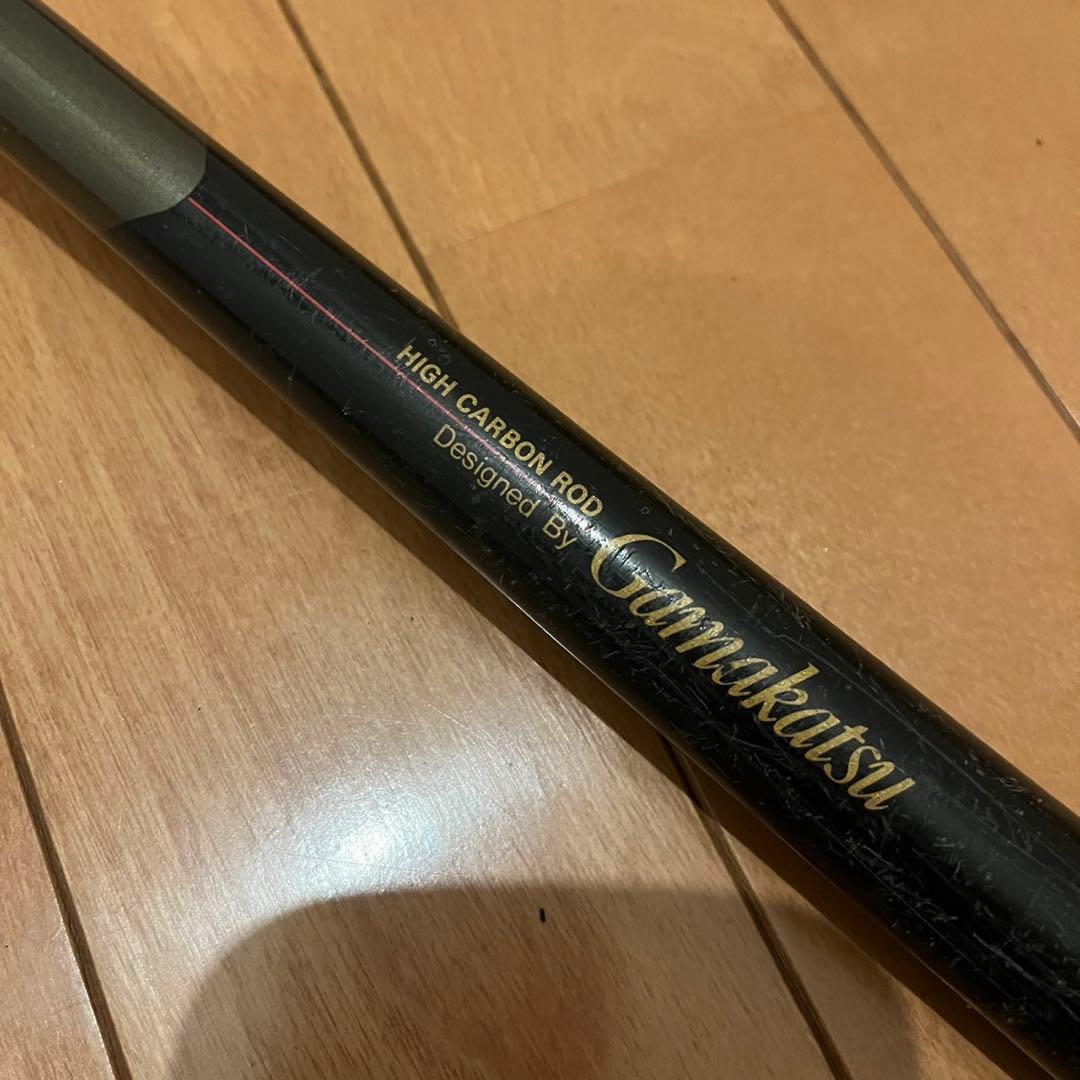 HIGH CARBON ROD
Designed By
Gamakatsu